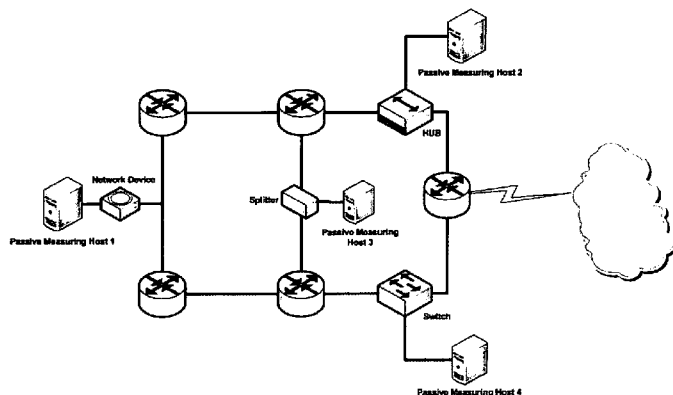 Passive Measuring Host 2
HUB
Network Device
Splitter
Passive Measuring Host 1
Passive Measuring
Host 3
Switch
Passive Measuring Host 4